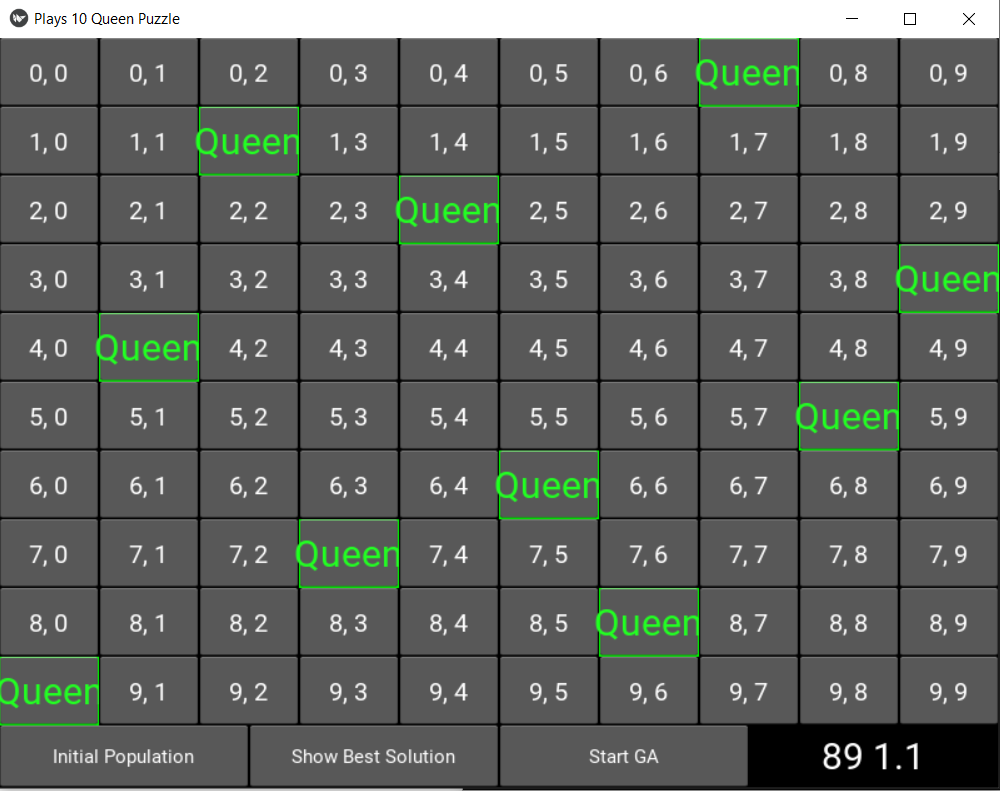 Plays 10 Queen Puzzle
0, 0 0, 1 0, 2 0, 3 0, 4 0, 5 0, 6 Queen 0, 8 0, 9
1, 0 1, 1 Queen 1, 3 1, 4 1, 5 1, 6 1, 7 1, 8 1, 9
2, 0 2, 1 2, 2 2, 3 Queen 2, 5 2, 6 2, 7 2, 8 2, 9
3, 0 3, 1 3, 2 3, 3 3, 4 3, 5 3, 6 3, 7 3, 8 Queen
4, 0 Queen 4, 2 4, 3 4, 4 4, 5 4, 6 4, 7 4, 8 4, 9
5, 0 5, 1 5, 2 5, 3 5, 4 5, 5 5, 6 5, 7 Queen 5, 9
6, 0 6, 1 6, 2 6, 3 6, 4 Queen 6, 6 6, 7 6, 8 6, 9
7, 0 7, 1 7, 2 Queen 7, 4 7, 5 7, 6 7, 7 7, 8 7, 9
8, 0 8, 1 8, 2 8, 3 8, 4 8, 5 Queen 8, 7 8, 8 8, 9
Queen 9, 1 9, 2 9, 3 9, 4 9, 5 9, 6 9, 7 9, 8 9, 9
Initial Population Show Best Solution Start GA 89 1.1